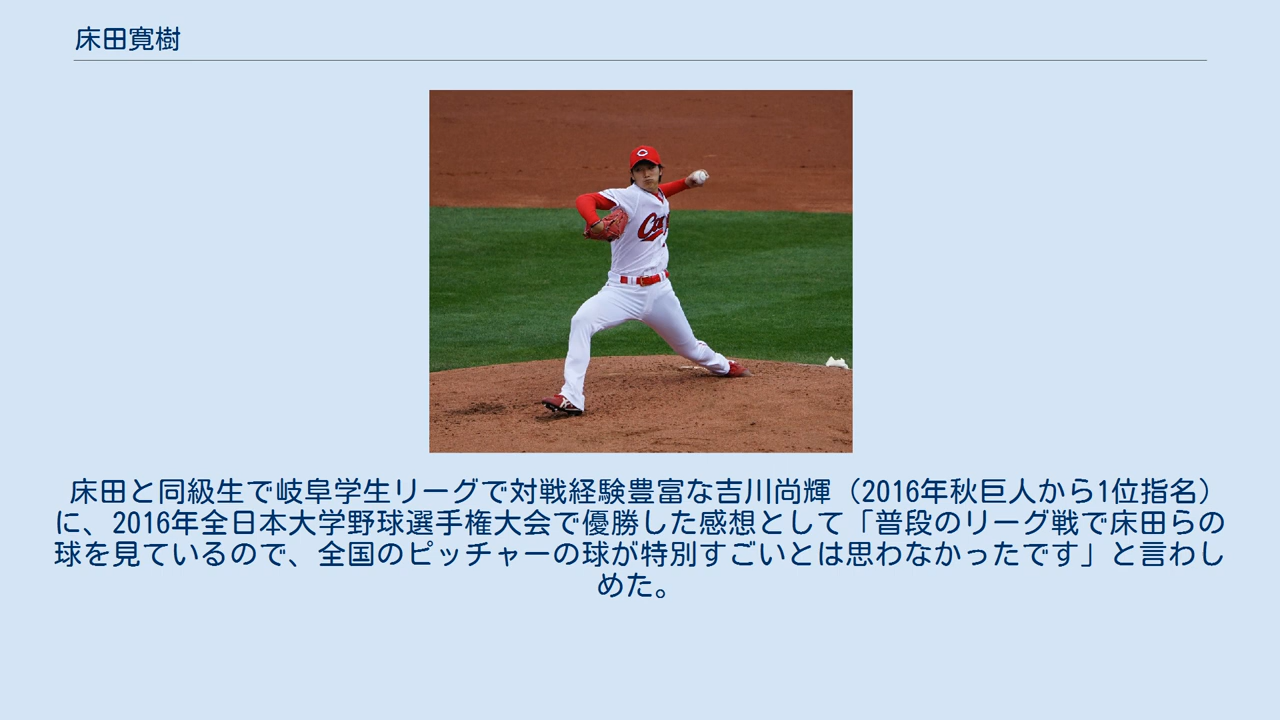 床田寛樹
Carp
床田と同級生で岐阜学生リーグで対戦経験豊富な吉川尚輝（2016年秋巨人から1位指名）
に、2016年全日本大学野球選手権大会で優勝した感想として「普段のリーグ戦で床田らの
球を見ているので、全国のピッチャーの球が特別すごいとは思わなかったです」と言わし
めた。